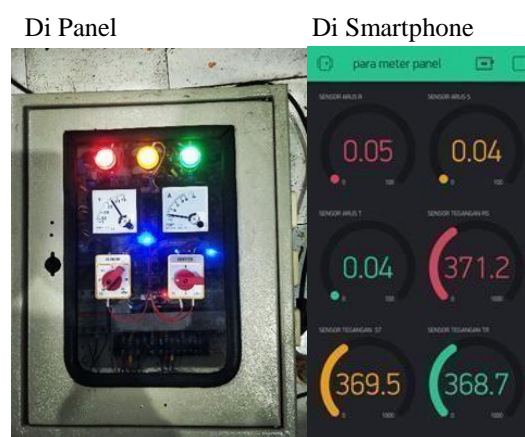 Di Panel
Di Smartphone
para meter panel
SENSOR ARUS R
SENSOR ARUS S
0.05
0.04
0
100
0
100
SENSOR ARUS T
SENSOR TEGANGAN RS
0.04
371.2
0
100
0
1000
SENSOR TEGANGAN ST
SENSOR TEGANGAN TR
369.5
368.7
0
1000
0
1000